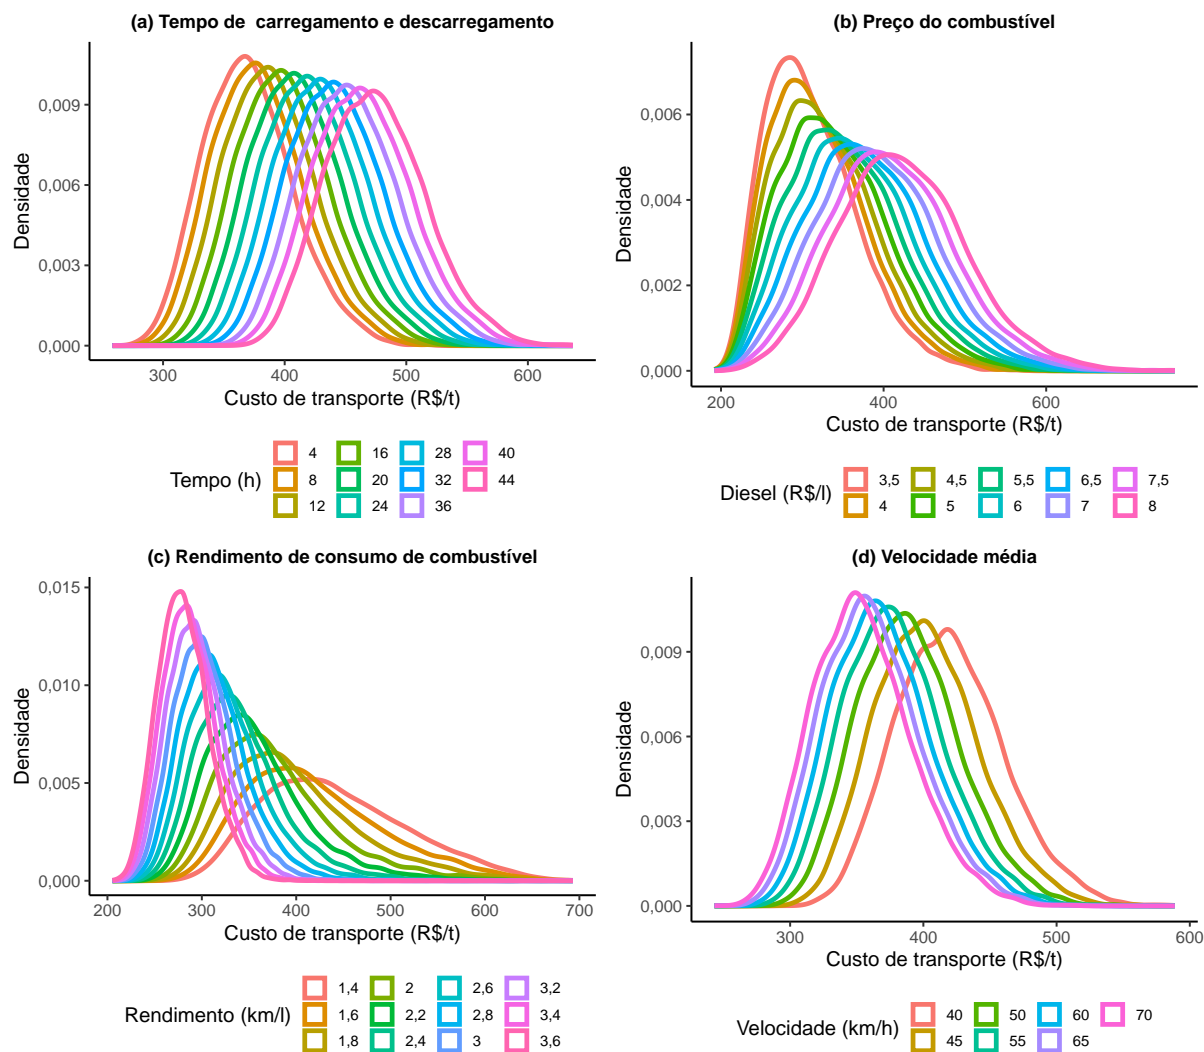 (a) Tempo de carregamento e descarregamento
Densidade
0,009
0,006
0,003
0,000
300 400 500 600
Custo de transporte (R$/t)
Tempo (h)
4 16 28 40
8 20 32 44
12 24 36
(b) Preço do combustível
Densidade
0,006
0,004
0,002
0,000
200 400 600
Custo de transporte (R$/t)
Diesel (R$/l)
3,5 4,5 5,5 6,5 7,5
4 5 6 7 8
(c) Rendimento de consumo de combustível
Densidade
0,015
0,010
0,005
0,000
200 300 400 500 600 700
Custo de transporte (R$/t)
Rendimento (km/l)
1,4 2 2,6 3,2
1,6 2,2 2,8 3,4
1,8 2,4 3 3,6
(d) Velocidade média
Densidade
0,009
0,006
0,003
0,000
300 400 500 600
Custo de transporte (R$/t)
Velocidade (km/h)
40 50 60 70
45 55 65